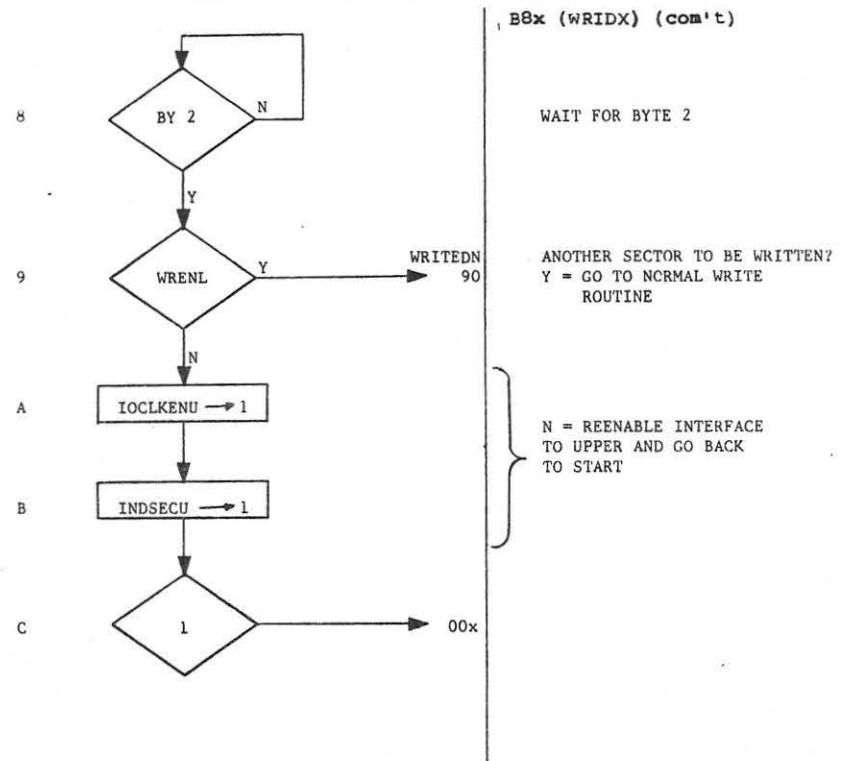 B8x (WRIDX) (com't)
8
BY 2
N
WAIT FOR BYTE 2
Y
9
WRENL
Y
WRITEDN
90
ANOTHER SECTOR TO BE WRITTEN?
Y = GO TO NCRMAL WRITE
ROUTINE
N
A
IOCLKENU → 1
N = REENABLE INTERFACE
TO UPPER AND GO BACK
TO START
B
INDSECU → 1
C
1
00x